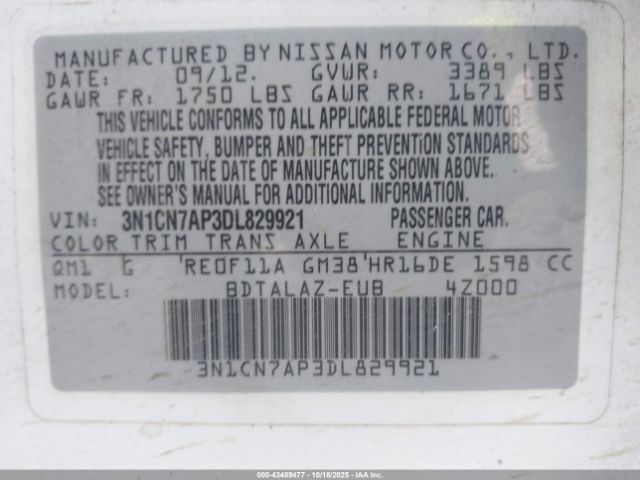 MANUFACTURED BY NISSAN MOTOR CO., LTD.
DATE: 09/12. GVWR: 3389 LBS
GAWR FR: 1750 LBS GAWR RR: 1671 LBS
THIS VEHICLE CONFORMS TO ALL APPLICABLE FEDERAL MOTOR
VEHICLE SAFETY, BUMPER AND THEFT PREVENTION STANDARDS
IN EFFECT ON THE DATE OF MANUFACTURE SHOWN ABOVE.
SEE OWNER'S MANUAL FOR ADDITIONAL INFORMATION.
VIN: 3N1CN7AP3DL829921 PASSENGER CAR.
COLOR TRIM TRANS AXLE ENGINE
QM1 G 'RE0F11A GM38'HR16DE 1598 CC
MODEL: BDTALAZ-EUB 4Z000
3N1CN7AP3DL829921
000-43489477 - 10/18/2025 - IAAI.COM